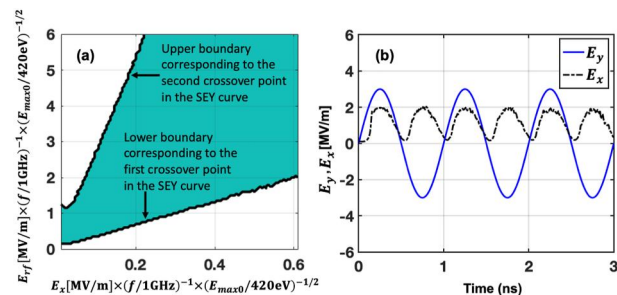 6
5
4
3
2
1
0
(a)
Upper boundary
corresponding to the
second crossover point
in the SEY curve
Lower boundary
corresponding to the
first crossover point
in the SEY curve
0.2
0.4
0.6
E_rf [MV/m]×(f/1GHz)^-1×(E_max0/420eV)^-1/2
E_x[MV/m]×(f/1GHz)^-1×(E_max0/420eV)^-1/2
(b)
E_y
E_x
6
4
2
0
-2
-4
-6
0
1
2
3
E_y, E_x [MV/m]
Time (ns)